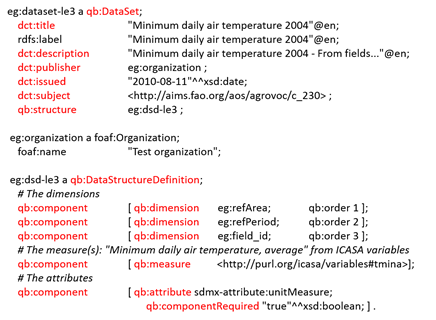 eg:dataset-le3 a qb:DataSet;
dct:title "Minimum daily air temperature 2004"@en;
rdfs:label "Minimum daily air temperature 2004"@en;
dct:description "Minimum daily air temperature 2004 - From fields..."@en;
dct:publisher eg:organization ;
dct:issued "2010-08-11"^^xsd:date;
dct:subject <http://aims.fao.org/aos/agrovoc/c_230> ;
qb:structure eg:dsd-le3 ;
eg:organization a foaf:Organization;
foaf:name "Test organization";
eg:dsd-le3 a qb:DataStructureDefinition;
# The dimensions
qb:component [ qb:dimension eg:refArea; qb:order 1 ];
qb:component [ qb:dimension eg:refPeriod; qb:order 2 ];
qb:component [ qb:dimension eg:field_id; qb:order 3 ];
# The measure(s): "Minimum daily air temperature, average" from ICASA variables
qb:component [ qb:measure <http://purl.org/icasa/variables#tmina>];
# The attributes
qb:component [ qb:attribute sdmx-attribute:unitMeasure;
qb:componentRequired "true"^^xsd:boolean; ] .